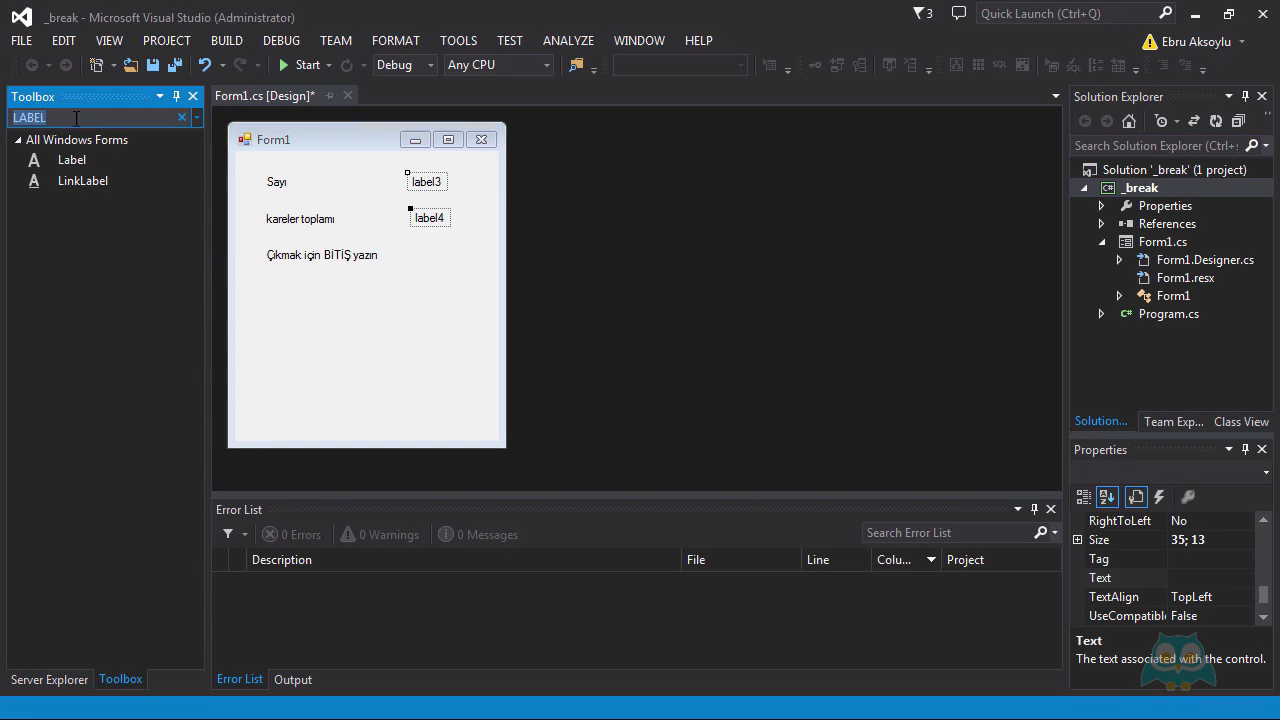 _break - Microsoft Visual Studio (Administrator)
3
Quick Launch (Ctrl+Q)
FILE EDIT VIEW PROJECT BUILD DEBUG TEAM FORMAT TOOLS TEST ANALYZE WINDOW HELP
Ebru Aksoylu
Start Debug Any CPU
Toolbox
LABEL
All Windows Forms
A Label
A LinkLabel
Server Explorer Toolbox
Form1.cs [Design]*
Form1
Sayı label3
kareler toplamı label4
Çıkmak için BİTİŞ yazın
Error List
0 Errors 0 Warnings 0 Messages Search Error List
Description File Line Colu... Project
Error List Output
Solution Explorer
Search Solution Explorer (Ctrl+
Solution '_break' (1 project)
C# _break
Properties
References
Form1.cs
Form1.Designer.cs
Form1.resx
Form1
C# Program.cs
Solution... Team Exp... Class View
Properties
RightToLeft No
Size 35; 13
Tag
Text
TextAlign TopLeft
UseCompatibl False
Text
The text associated with the control.